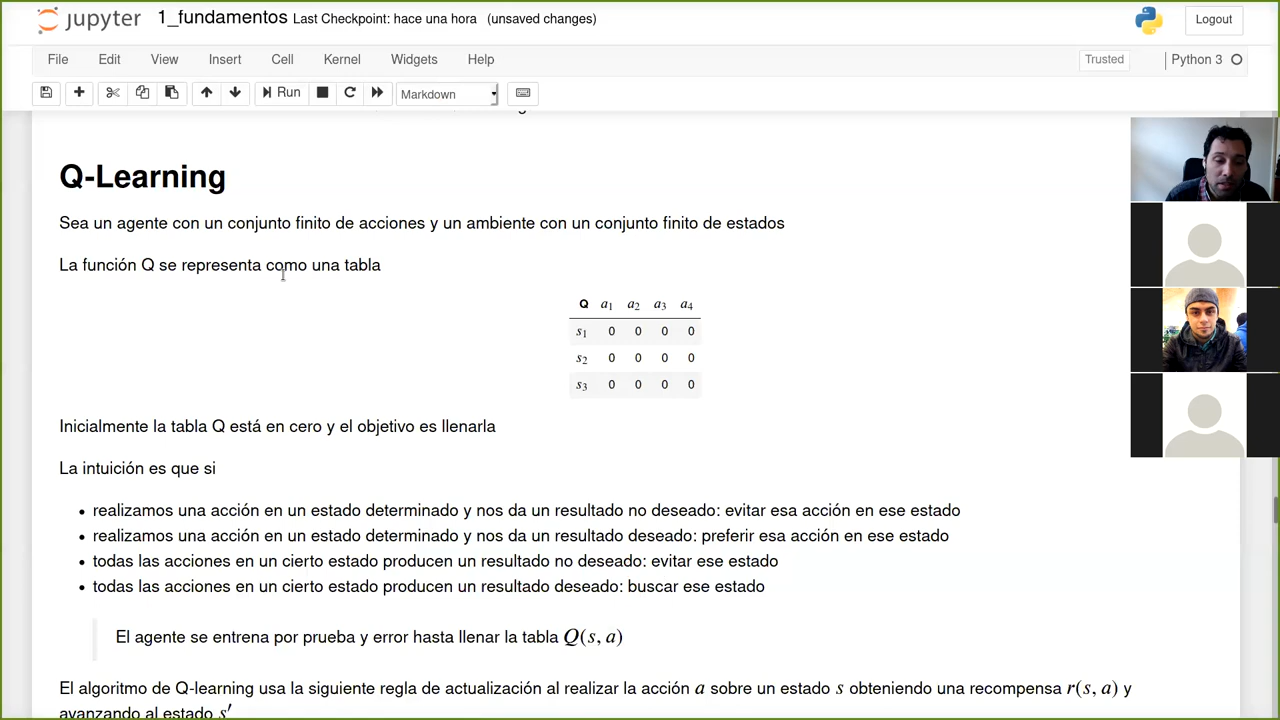 jupyter 1_fundamentos Last Checkpoint: hace una hora (unsaved changes) Logout
File Edit View Insert Cell Kernel Widgets Help Trusted Python 3
Run Markdown
Q-Learning
Sea un agente con un conjunto finito de acciones y un ambiente con un conjunto finito de estados
La función Q se representa como una tabla
Q a₁ a₂ a₃ a₄
s₁ 0 0 0 0
s₂ 0 0 0 0
s₃ 0 0 0 0
Inicialmente la tabla Q está en cero y el objetivo es llenarla
La intuición es que si
• realizamos una acción en un estado determinado y nos da un resultado no deseado: evitar esa acción en ese estado
• realizamos una acción en un estado determinado y nos da un resultado deseado: preferir esa acción en ese estado
• todas las acciones en un cierto estado producen un resultado no deseado: evitar ese estado
• todas las acciones en un cierto estado producen un resultado deseado: buscar ese estado
El agente se entrena por prueba y error hasta llenar la tabla Q(s, a)
El algoritmo de Q-learning usa la siguiente regla de actualización al realizar la acción a sobre un estado s obteniendo una recompensa r(s, a) y
avanzando al estado s′